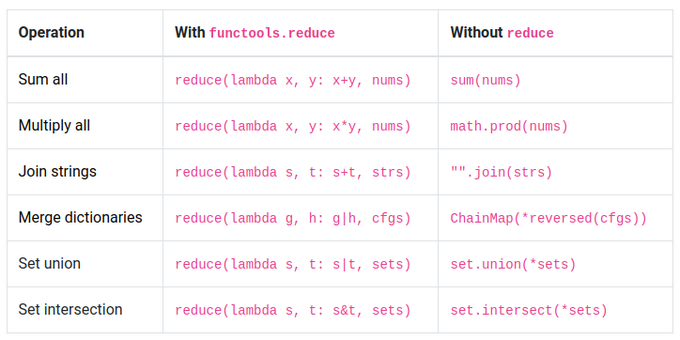 Operation With functools.reduce Without reduce
Sum all reduce(lambda x, y: x+y, nums) sum(nums)
Multiply all reduce(lambda x, y: x*y, nums) math.prod(nums)
Join strings reduce(lambda s, t: s+t, strs) "".join(strs)
Merge dictionaries reduce(lambda g, h: g|h, cfgs) ChainMap(*reversed(cfgs))
Set union reduce(lambda s, t: s|t, sets) set.union(*sets)
Set intersection reduce(lambda s, t: s&t, sets) set.intersect(*sets)